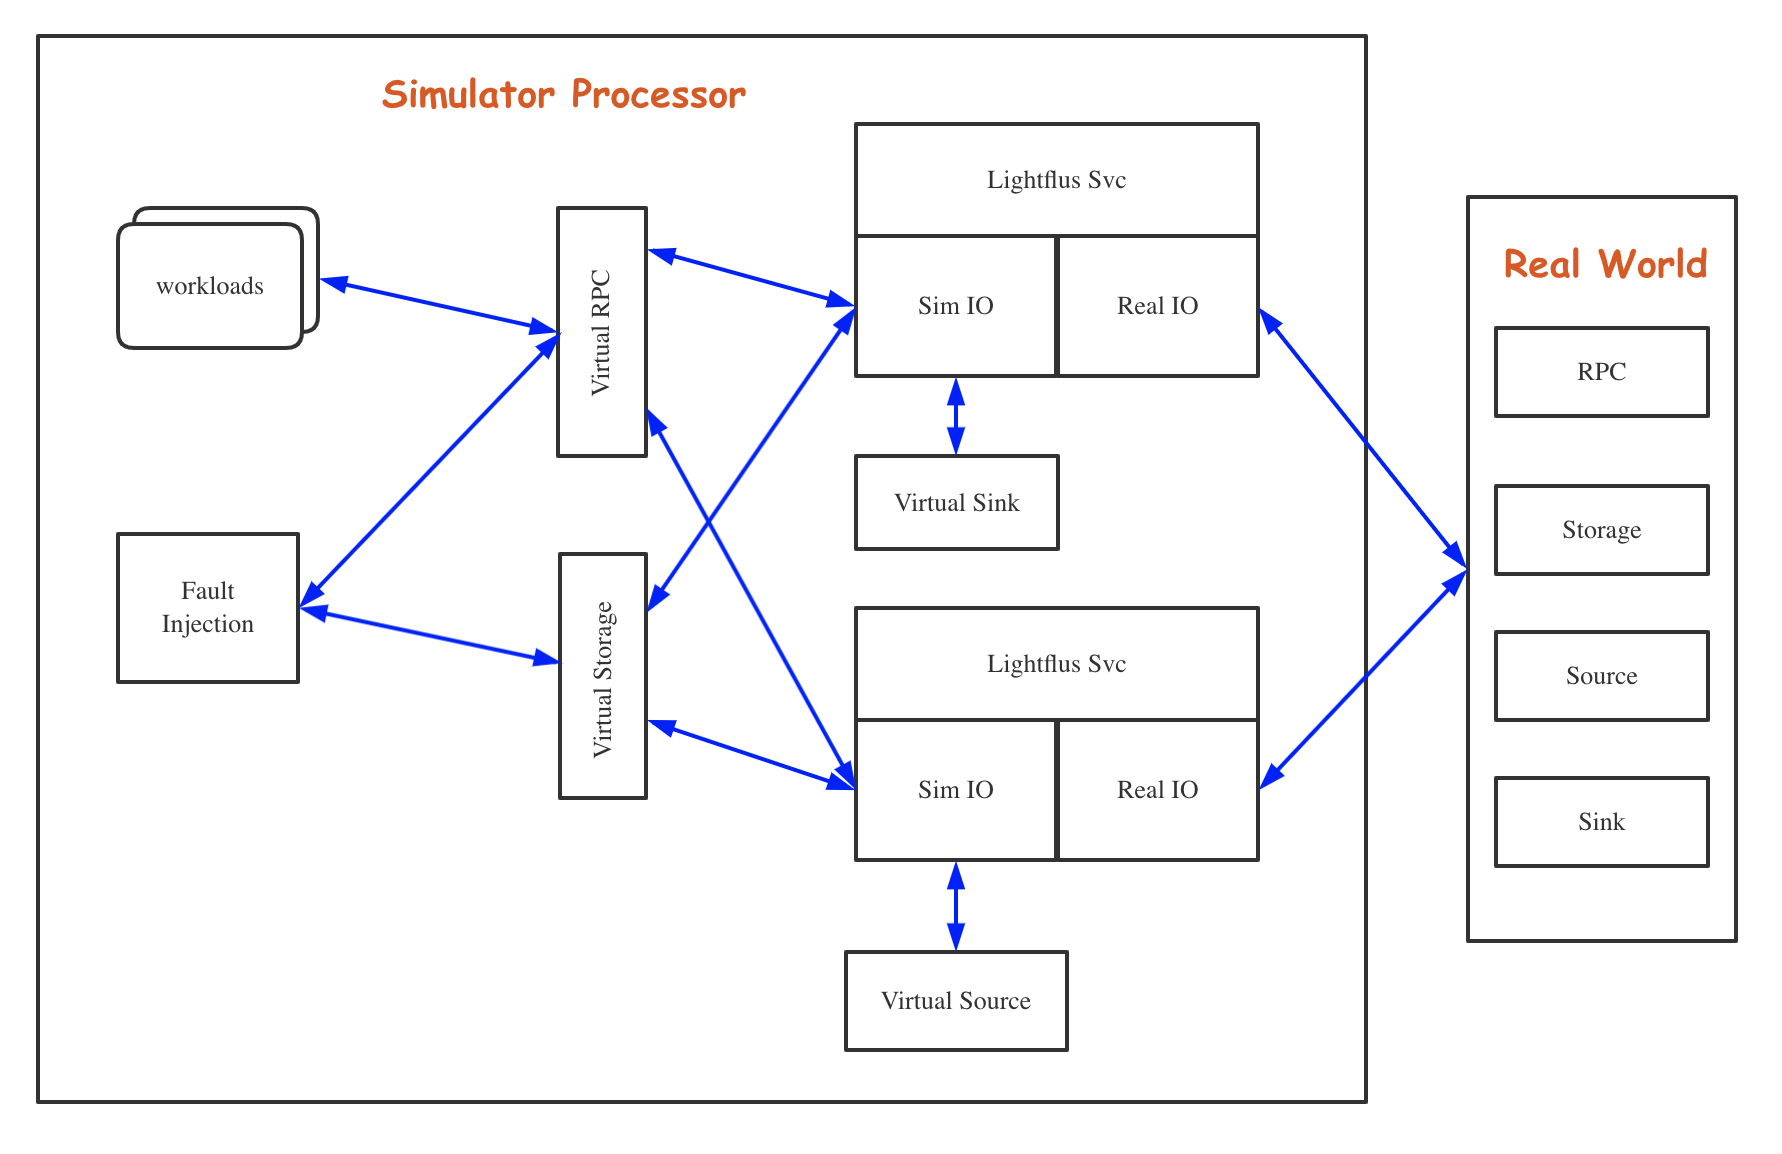 Simulator Processor
Lightflus Svc
Sim IO
Real IO
workloads
Virtual RPC
Virtual Sink
Fault
Injection
Virtual Storage
Lightflus Svc
Sim IO
Real IO
Virtual Source
Real World
RPC
Storage
Source
Sink